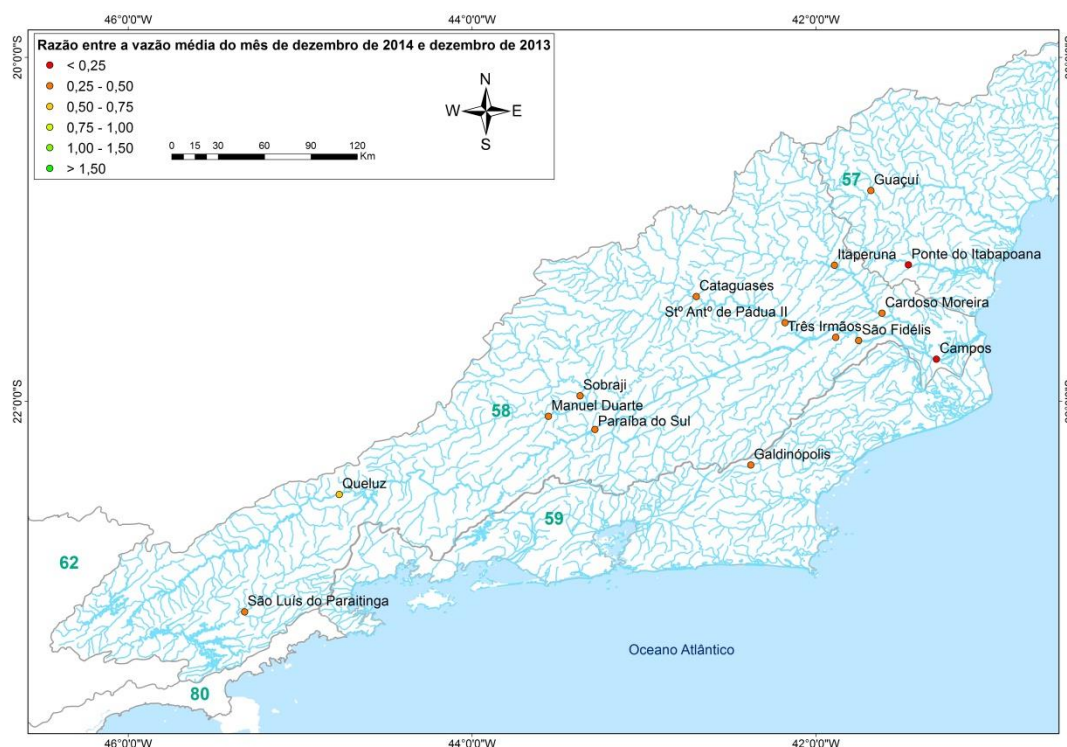 46°0'0"W 44°0'0"W 42°0'0"W
20°0'0"S
Razão entre a vazão média do mês de dezembro de 2014 e dezembro de 2013
< 0,25
0,25 - 0,50
0,50 - 0,75
0,75 - 1,00
1,00 - 1,50
> 1,50
N
W E
S
0 15 30 60 90 120
Km
57
Guaçuí
Itaperuna
Ponte do Itabapoana
Cataguases
Stº Antº de Pádua II
Cardoso Moreira
Três Irmãos
São Fidélis
Campos
Sobraji
22°0'0"S
58
Manuel Duarte
Paraíba do Sul
Galdinópolis
Queluz
59
62
São Luís do Paraitinga
Oceano Atlântico
80
46°0'0"W 44°0'0"W 42°0'0"W